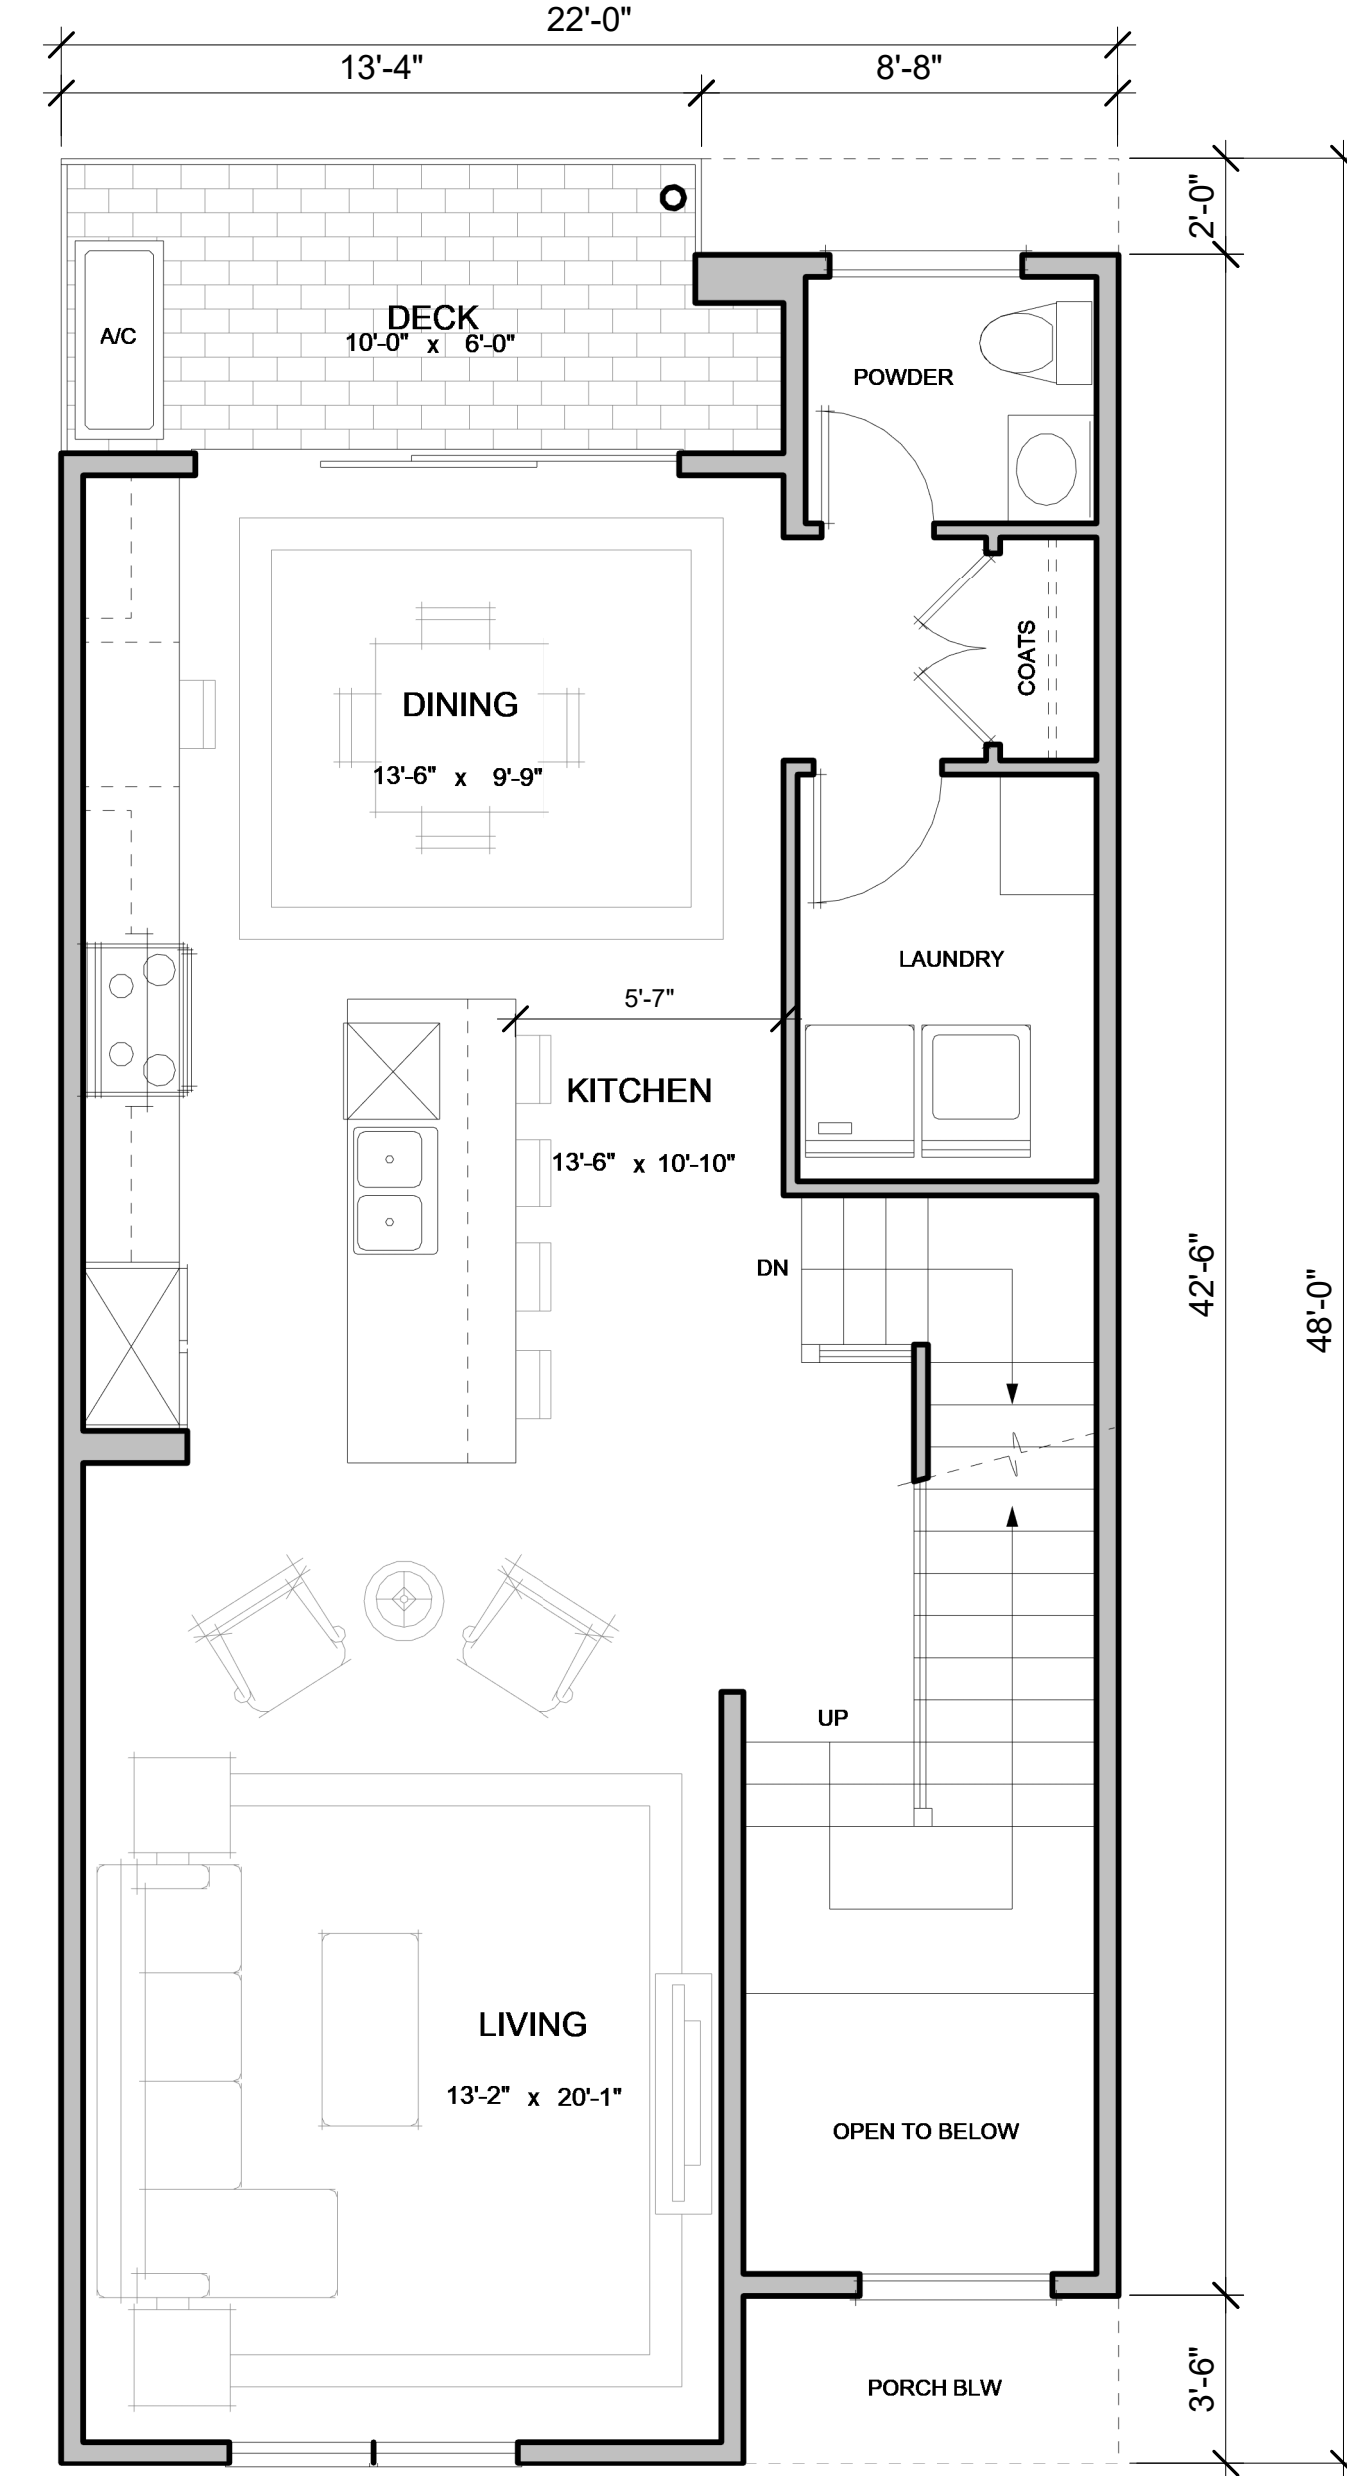 22'-0"
13'-4" 8'-8"
2'-0"
DECK
10'-0" x 6'-0"
A/C
POWDER
COATS
DINING
13'-6" x 9'-9"
LAUNDRY
5'-7"
KITCHEN
13'-6" x 10'-10"
DN
42'-6"
48'-0"
UP
LIVING
13'-2" x 20'-1"
OPEN TO BELOW
PORCH BLW
3'-6"